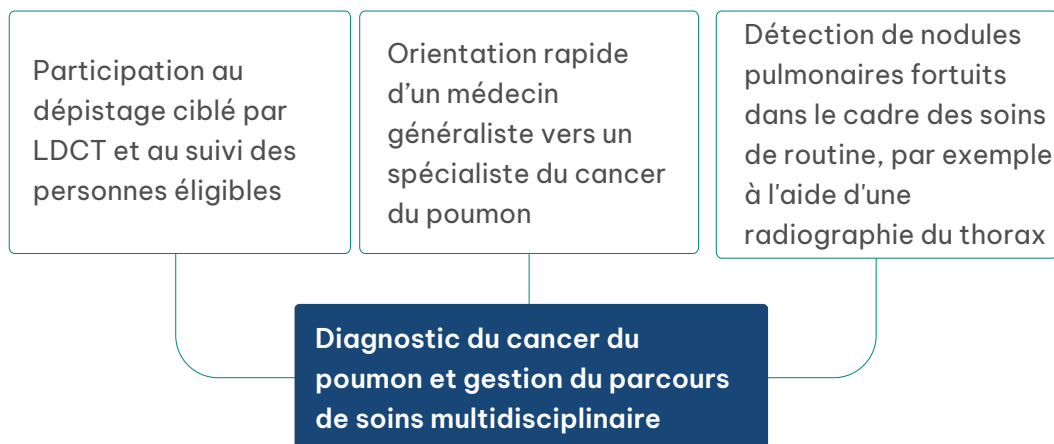 Participation au
dépistage ciblé par
LDCT et au suivi des
personnes éligibles
Orientation rapide
d’un médecin
généraliste vers un
spécialiste du cancer
du poumon
Détection de nodules
pulmonaires fortuits
dans le cadre des soins
de routine, par exemple
à l'aide d'une
radiographie du thorax
Diagnostic du cancer du
poumon et gestion du parcours
de soins multidisciplinaire